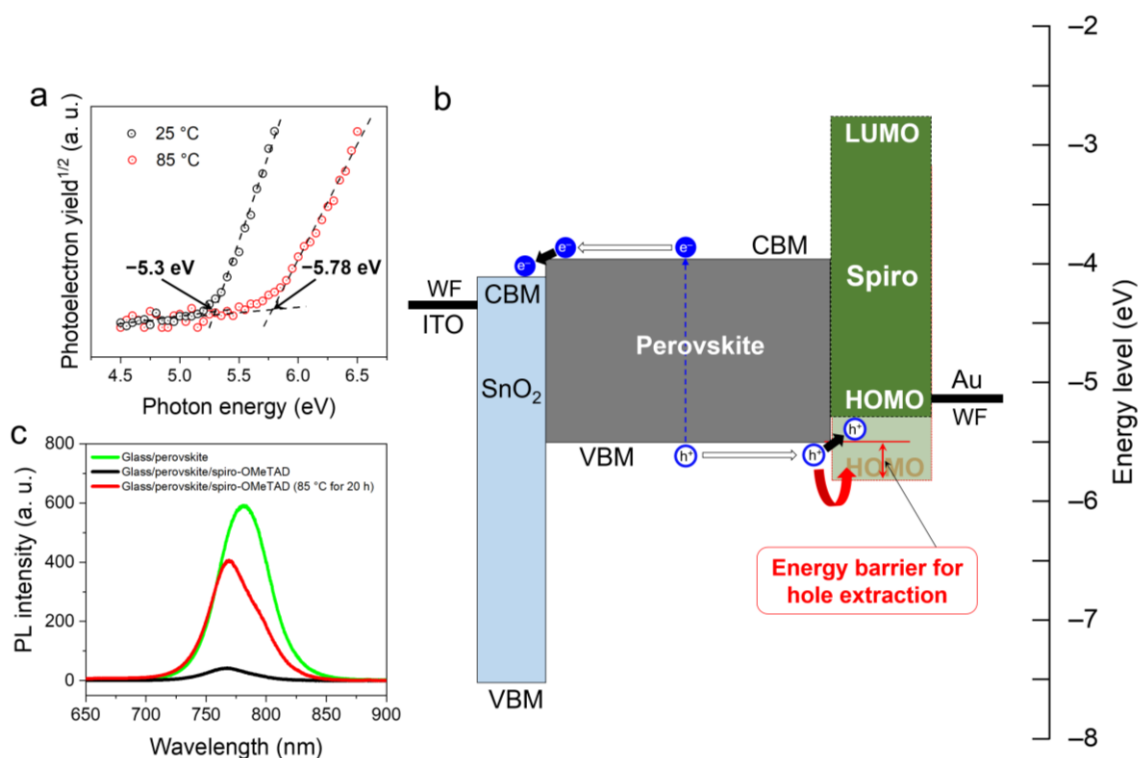 a
Photoelectron yield1/2 (a. u.)
25 °C
85 °C
−5.3 eV
−5.78 eV
4.5 5.0 5.5 6.0 6.5
Photon energy (eV)
b
WF
ITO
CBM
SnO2
VBM
e−
e−
e−
CBM
Perovskite
VBM
h+
h+
h+
LUMO
Spiro
HOMO
HOMO
Au
WF
Energy barrier for
hole extraction
−2
−3
−4
−5
−6
−7
−8
Energy level (eV)
c
PL intensity (a. u.)
800
600
400
200
0
Glass/perovskite
Glass/perovskite/spiro-OMeTAD
Glass/perovskite/spiro-OMeTAD (85 °C for 20 h)
650 700 750 800 850 900
Wavelength (nm)